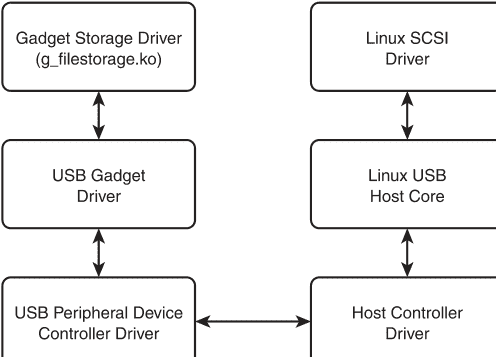 Gadget Storage Driver
(g_filestorage.ko)
Linux SCSI
Driver
USB Gadget
Driver
Linux USB
Host Core
USB Peripheral Device
Controller Driver
Host Controller
Driver